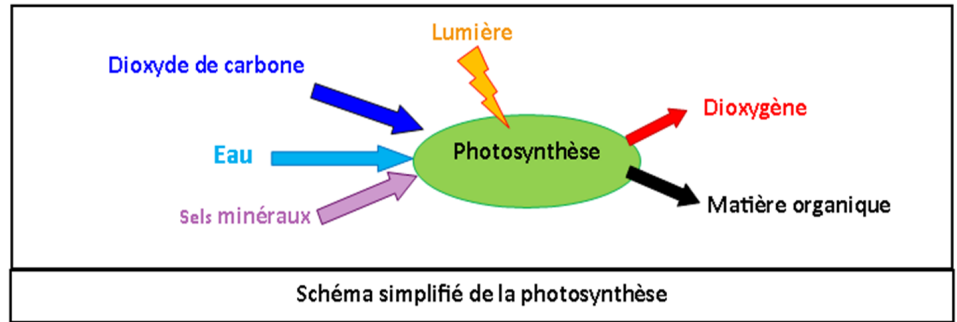 Lumière
Dioxyde de carbone
Dioxygène
Photosynthèse
Eau
Matière organique
Sels minéraux
Schéma simplifié de la photosynthèse